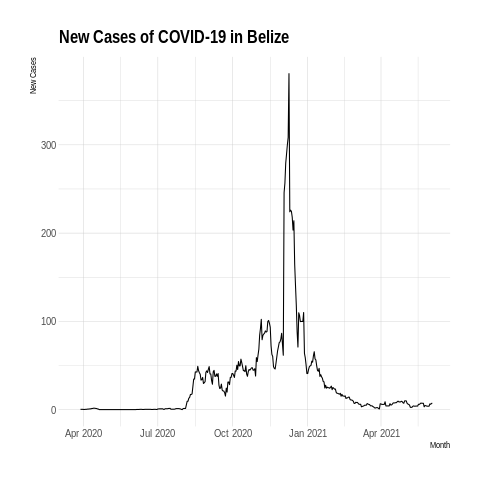 New Cases of COVID-19 in Belize
New Cases
300
200
100
0
Apr 2020 Jul 2020 Oct 2020 Jan 2021 Apr 2021
Month